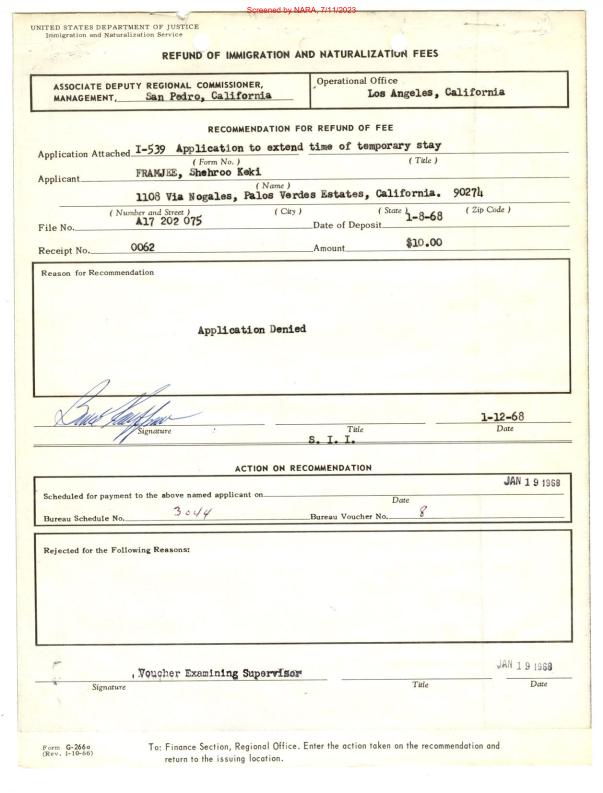 Screened by NARA, 7/11/2023
UNITED STATES DEPARTMENT OF JUSTICE
Immigration and Naturalization Service
REFUND OF IMMIGRATION AND NATURALIZATION FEES
ASSOCIATE DEPUTY REGIONAL COMMISSIONER,
MANAGEMENT, San Pedro, California
Operational Office
Los Angeles, California
RECOMMENDATION FOR REFUND OF FEE
Application Attached I-539 Application to extend time of temporary stay
( Form No. ) ( Title )
Applicant FRAMJEE, Shehroo Keki
( Name )
1108 Via Nogales, Palos Verdes Estates, California. 90274
( Number and Street ) ( City ) ( State ) ( Zip Code )
File No. A17 202 075 Date of Deposit 1-8-68
Receipt No. 0062 Amount $10.00
Reason for Recommendation
Application Denied
1-12-68
Signature Title Date
S. I. I.
ACTION ON RECOMMENDATION
JAN 19 1968
Scheduled for payment to the above named applicant on
Date
Bureau Schedule No. 3044 Bureau Voucher No. 8
Rejected for the Following Reasons:
, Voucher Examining Supervisor JAN 19 1968
Signature Title Date
Form G-266a
(Rev. 1-10-66)
To: Finance Section, Regional Office. Enter the action taken on the recommendation and
return to the issuing location.